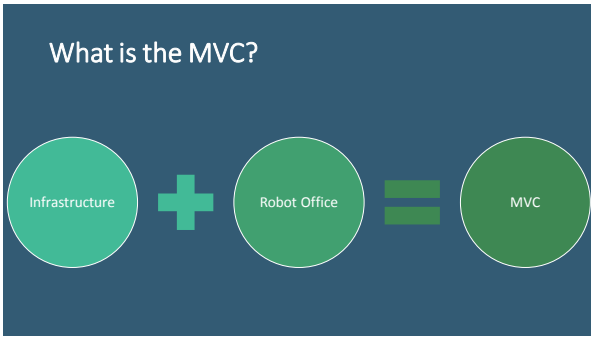 What is the MVC?
Infrastructure
Robot Office
MVC